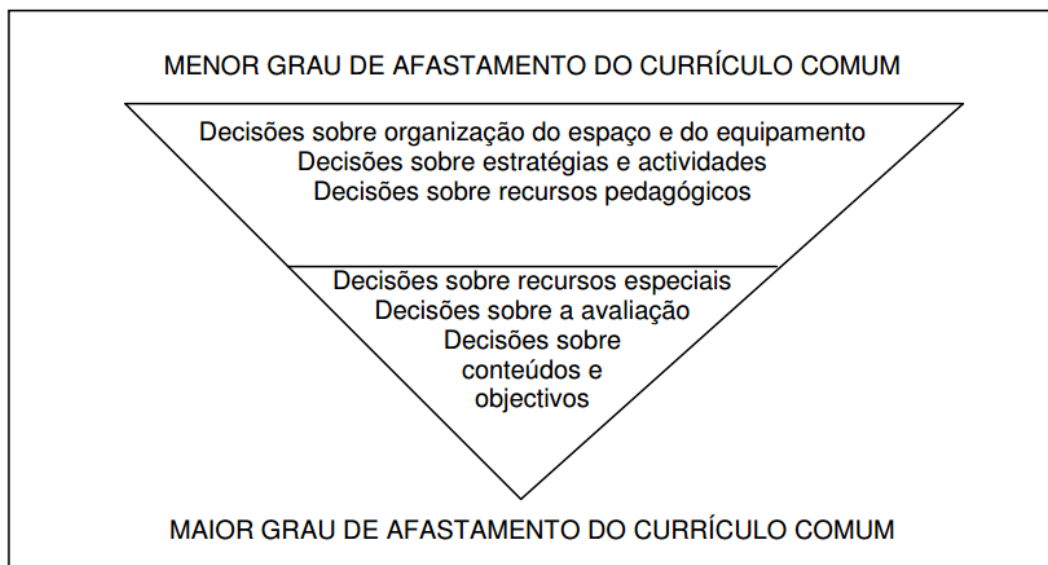 MENOR GRAU DE AFASTAMENTO DO CURRÍCULO COMUM
Decisões sobre organização do espaço e do equipamento
Decisões sobre estratégias e actividades
Decisões sobre recursos pedagógicos
Decisões sobre recursos especiais
Decisões sobre a avaliação
Decisões sobre
conteúdos e
objectivos
MAIOR GRAU DE AFASTAMENTO DO CURRÍCULO COMUM